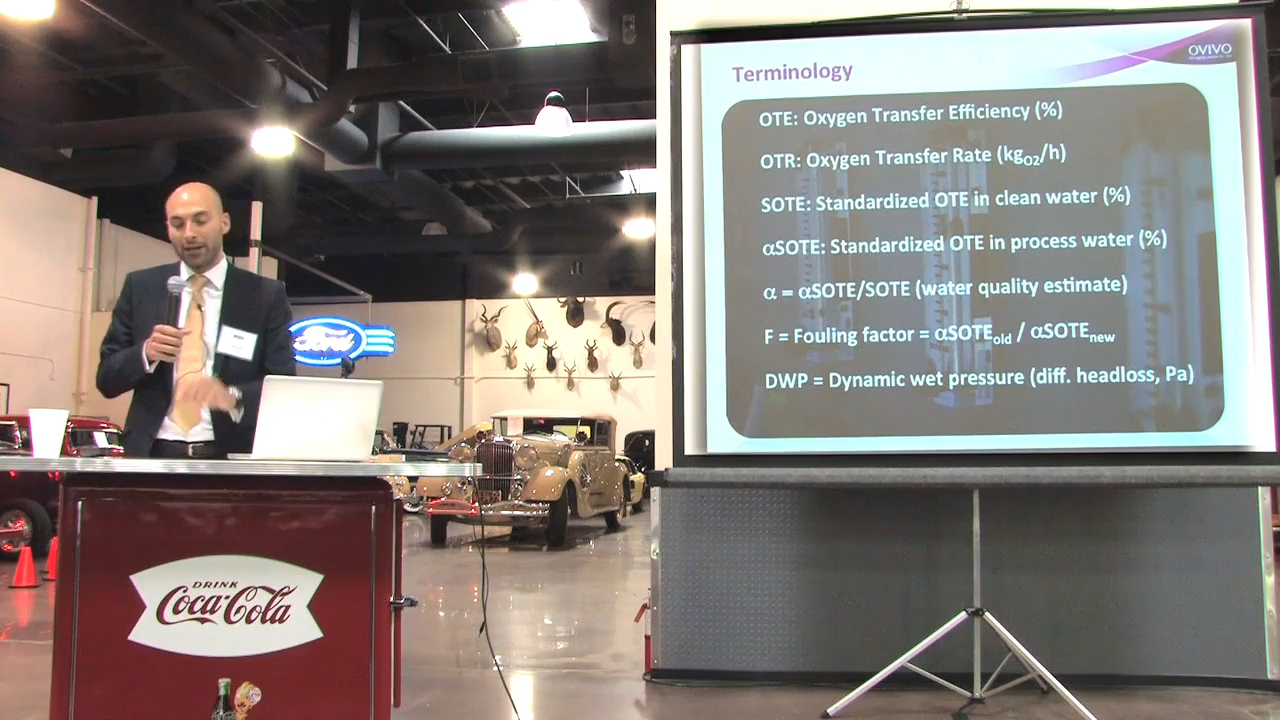 OVIVO
Terminology
OTE: Oxygen Transfer Efficiency (%)
OTR: Oxygen Transfer Rate (kgO2/h)
SOTE: Standardized OTE in clean water (%)
αSOTE: Standardized OTE in process water (%)
α = αSOTE/SOTE (water quality estimate)
F = Fouling factor = αSOTEold / αSOTEnew
DWP = Dynamic wet pressure (diff. headloss, Pa)
Ford
DRINK
Coca-Cola